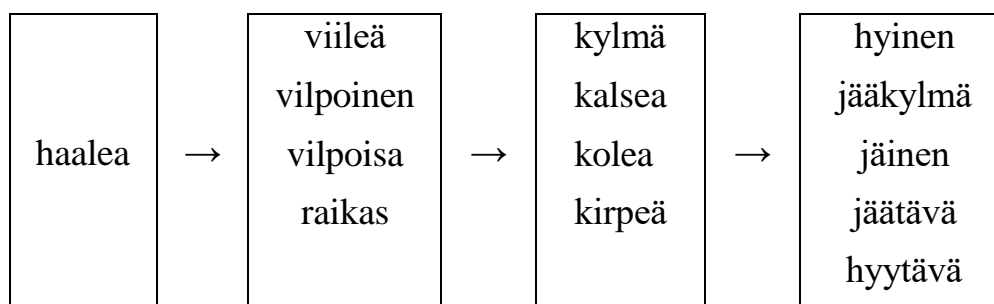 haalea
→
viileä
vilpoinen
vilpoisa
raikas
→
kylmä
kalsea
kolea
kirpeä
→
hyinen
jääkylmä
jäinen
jäätävä
hyytävä